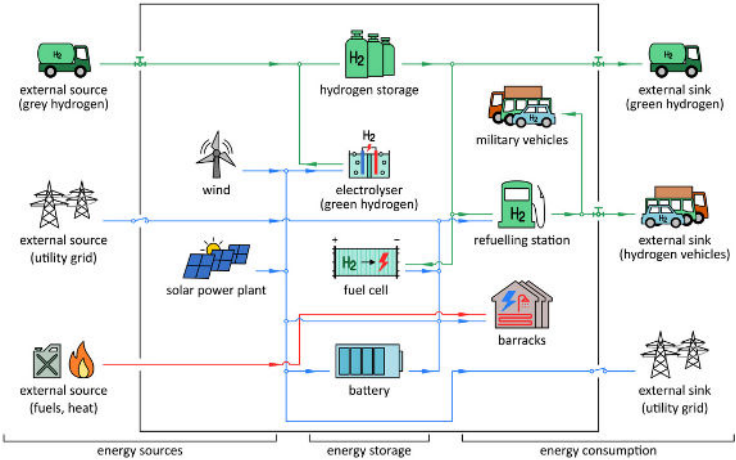 H2
external source
(grey hydrogen)
H2
hydrogen storage
H2
external sink
(green hydrogen)
H2
military vehicles
wind
H2
electrolyser
(green hydrogen)
external source
(utility grid)
H2
refuelling station
H2
external sink
(hydrogen vehicles)
solar power plant
+ −
H2
fuel cell
barracks
external source
(fuels, heat)
battery
external sink
(utility grid)
energy sources
energy storage
energy consumption